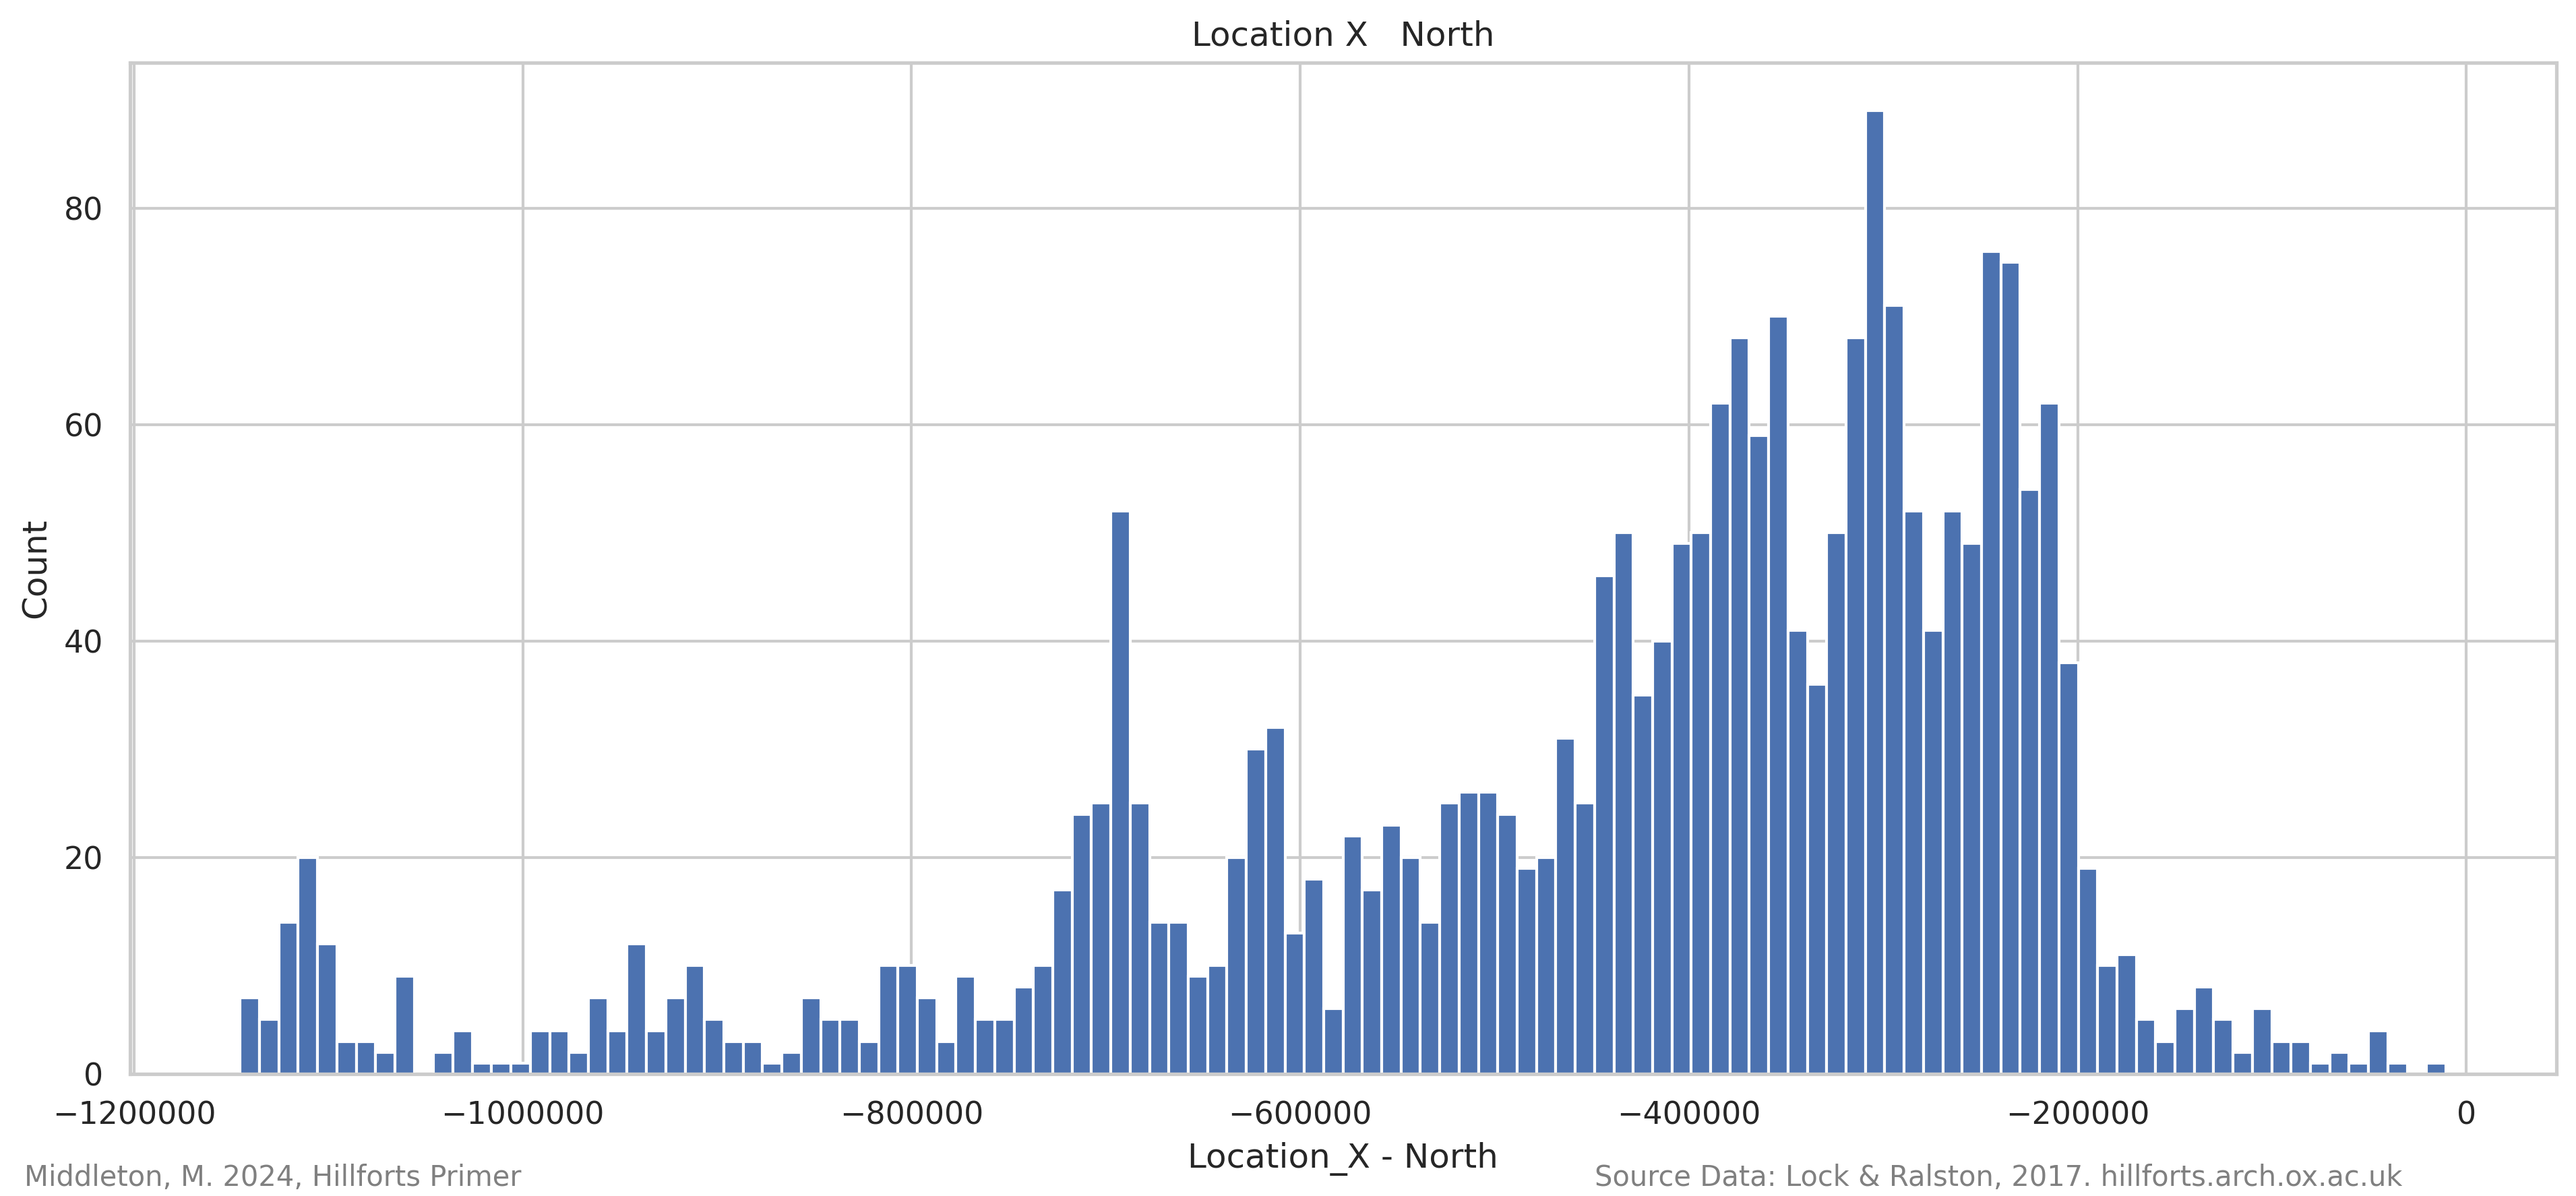 Location X   North
Count
80
60
40
20
0
−1200000 −1000000 −800000 −600000 −400000 −200000 0
Location_X - North
Middleton, M. 2024, Hillforts Primer
Source Data: Lock & Ralston, 2017. hillforts.arch.ox.ac.uk